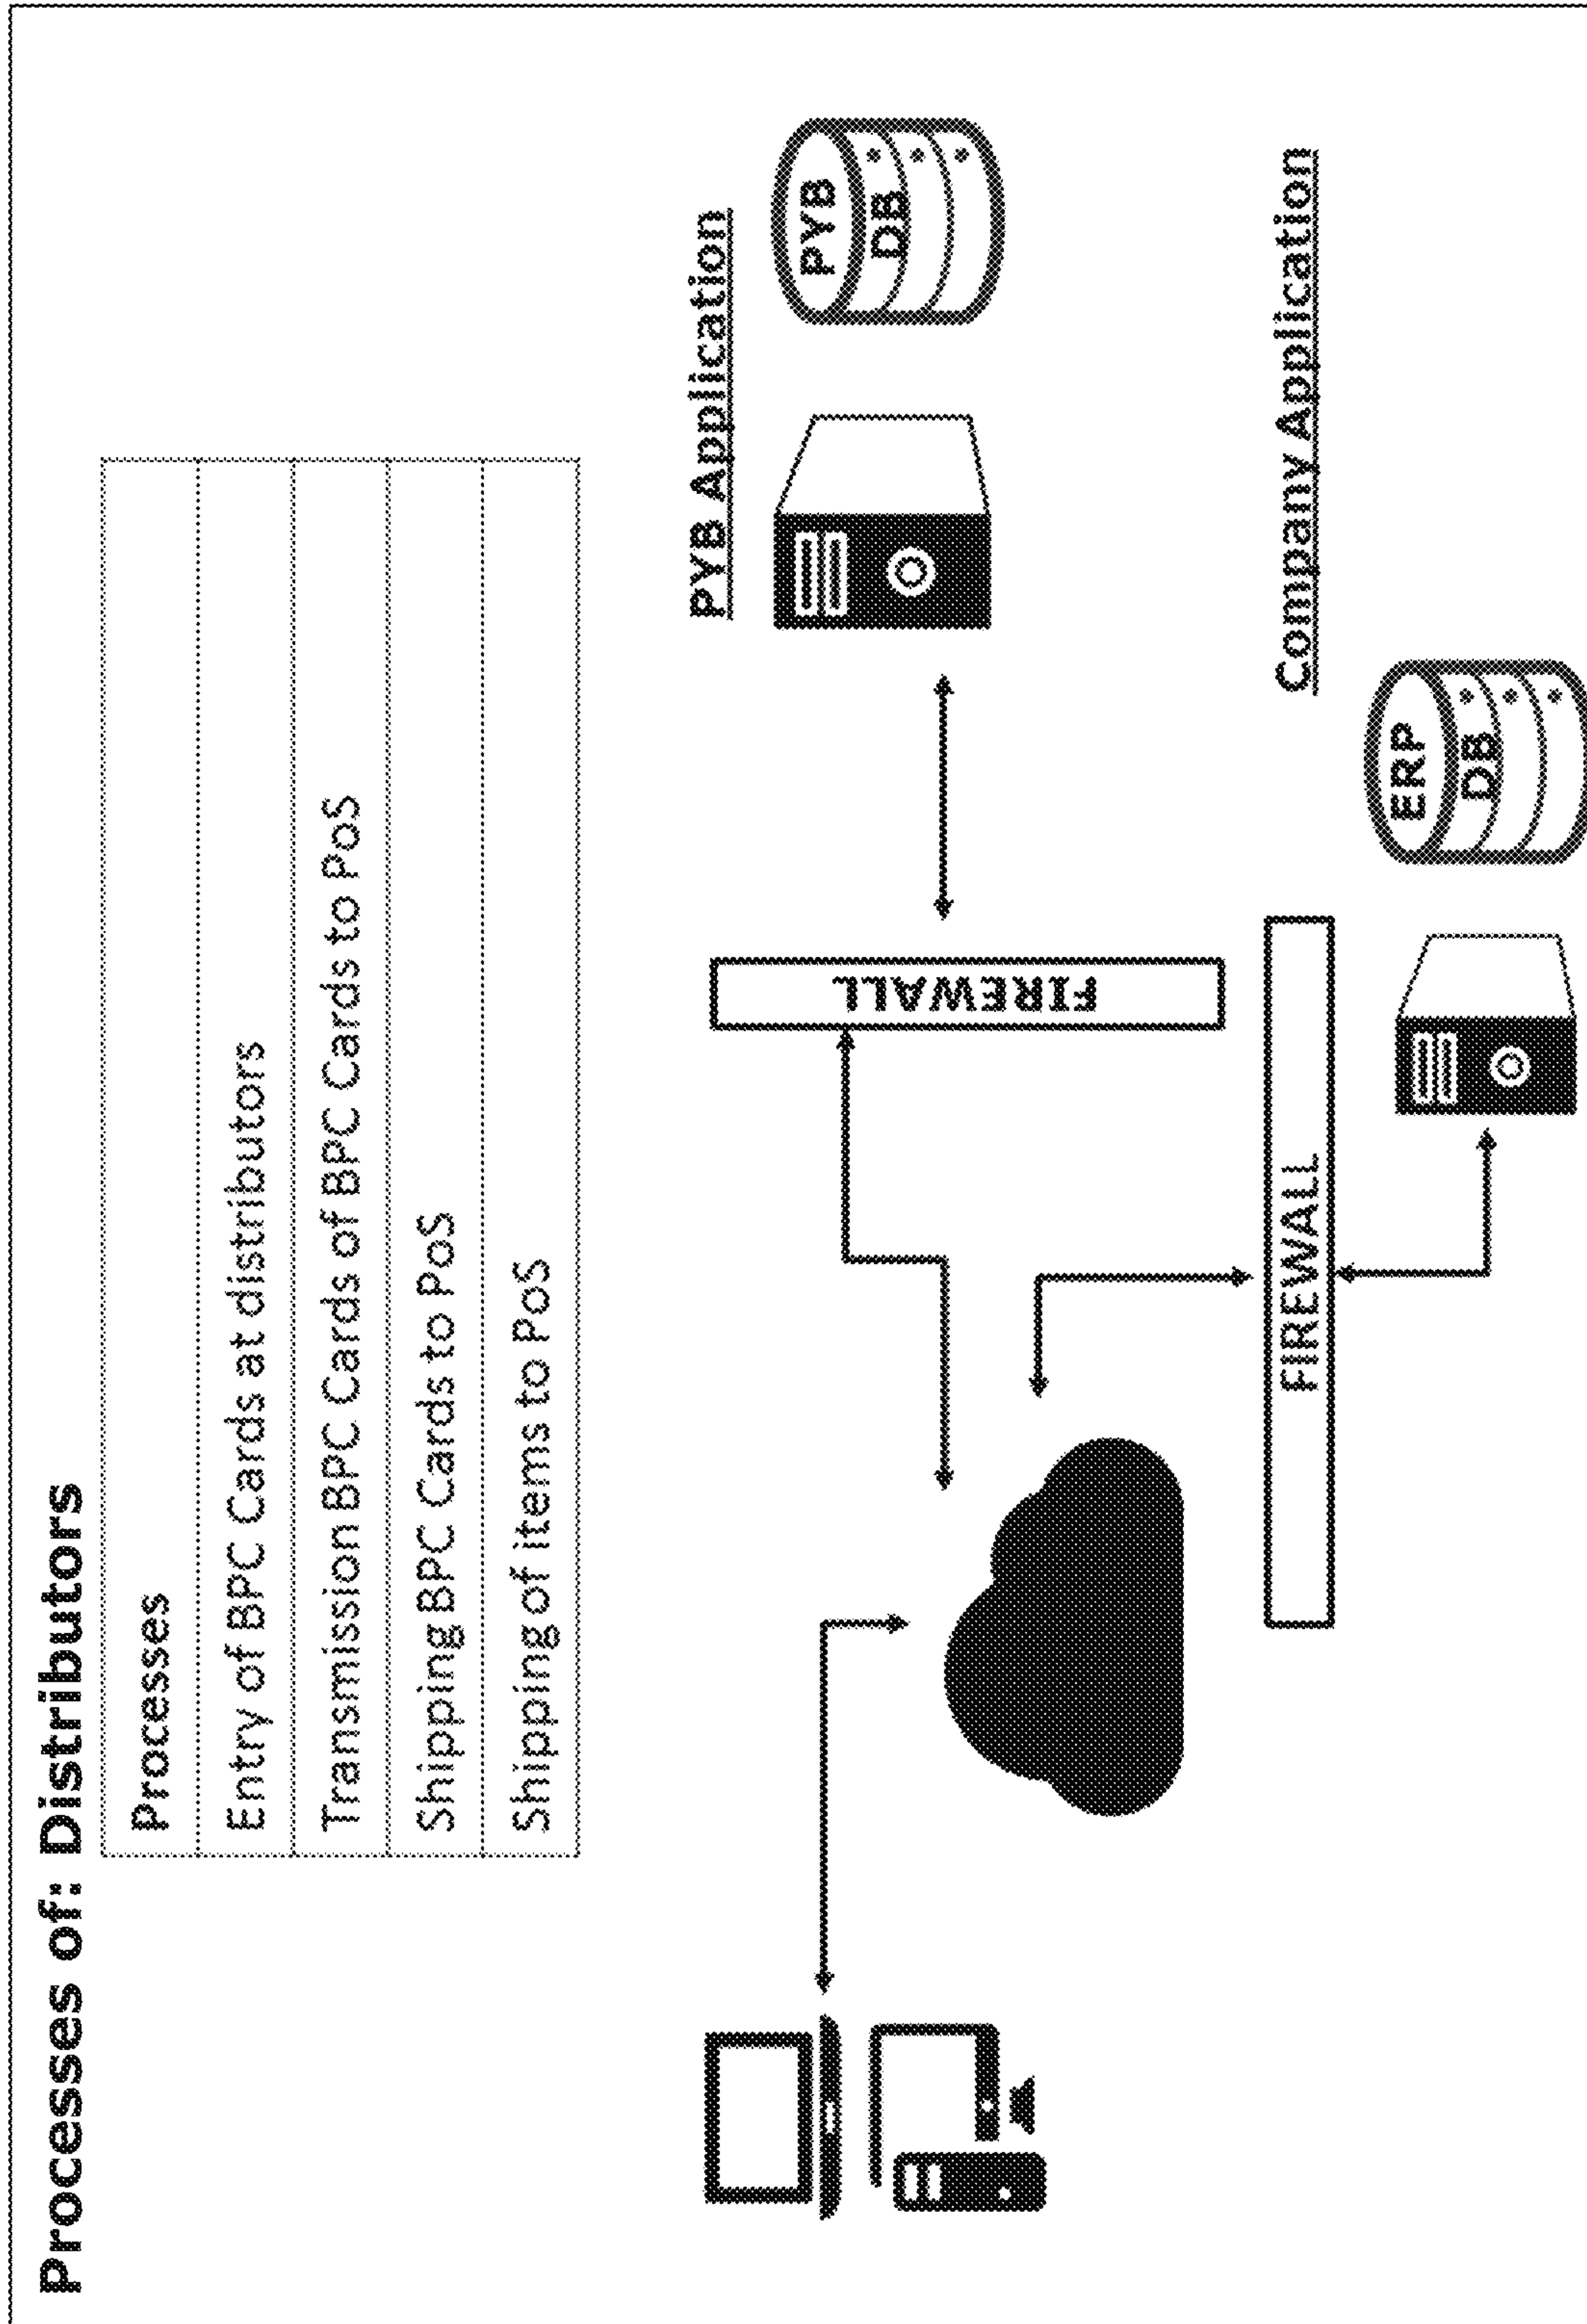 Processes of: Distributors
Processes
Entry of BPC Cards at distributors
Transmission BPC Cards of BPC Cards to PoS
Shipping BPC Cards to PoS
Shipping of items to PoS
PYB Application
PYB
DB
FIREWALL
Company Application
FIREWALL
ERP
DB